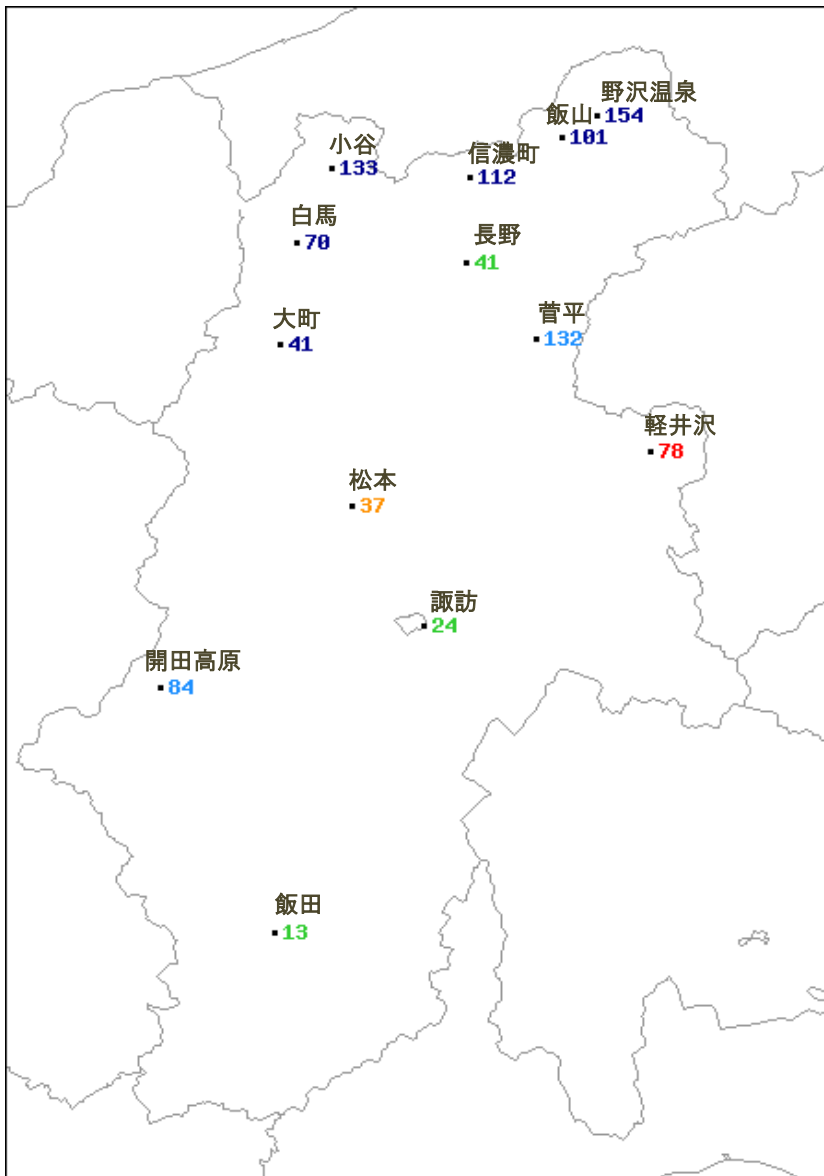 野沢温泉
154
飯山
101
小谷
133
信濃町
112
白馬
70
長野
41
大町
41
菅平
132
軽井沢
78
松本
37
諏訪
24
開田高原
84
飯田
13